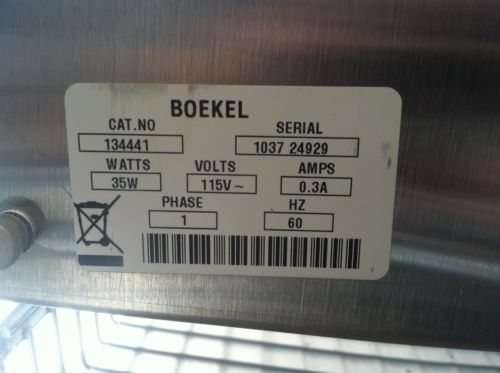 BOEKEL
CAT.NO SERIAL
134441 1037 24929
WATTS VOLTS AMPS
35W 115V~ 0.3A
PHASE HZ
1 60